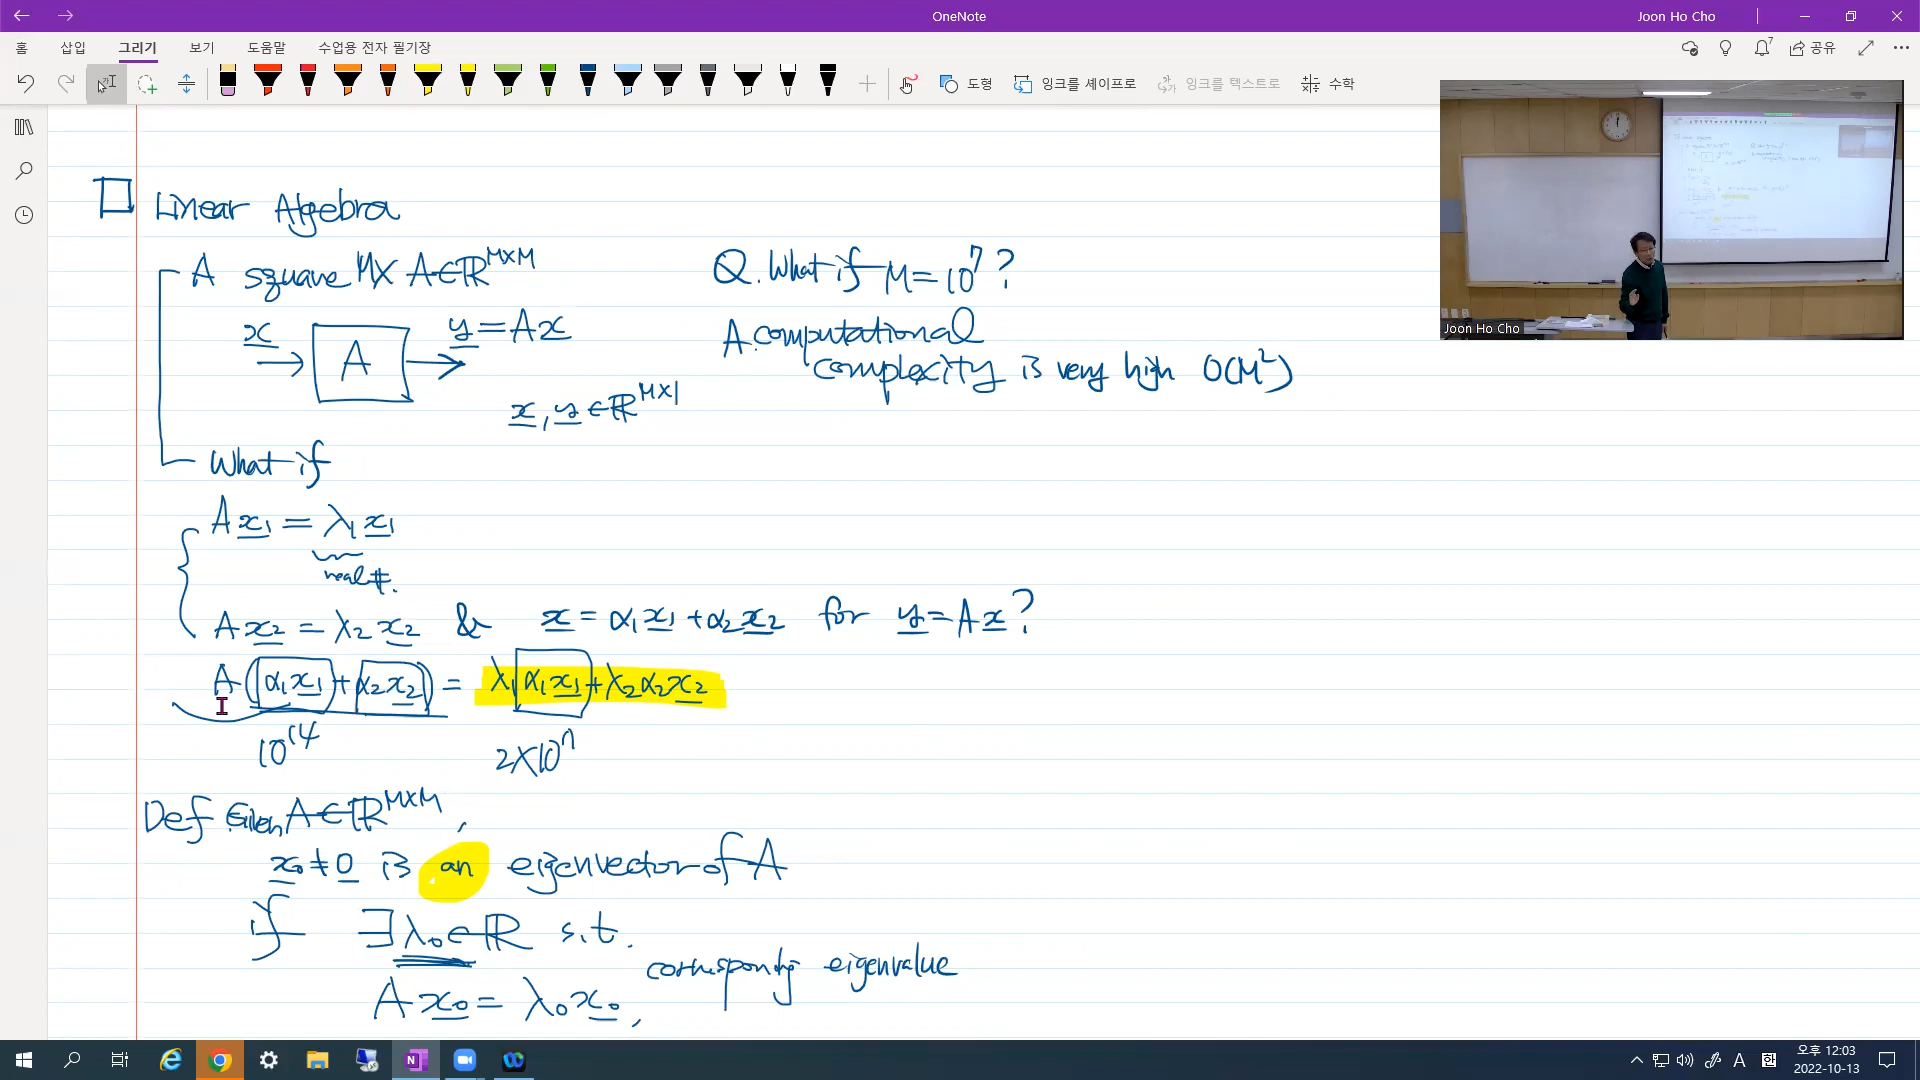 OneNote
Joon Ho Cho
홈 삽입 그리기 보기 도움말 수업용 전자 필기장
7 공유
도형 잉크를 셰이프로 잉크를 텍스트로 수학
Joon Ho Cho
Linear Algebra
A square MX A∈ℝ^{M×M}
x → A → y = Ax
x, y ∈ ℝ^{M×1}
Q. What if M = 10^7 ?
A. computational
complexity is very high O(M²)
What if
Ax₁ = λ₁x₁
real #.
Ax₂ = λ₂x₂ & x = α₁x₁ + α₂x₂ for y = Ax?
A(α₁x₁ + α₂x₂) = λ₁α₁x₁ + λ₂α₂x₂
10^14 2×10^7
Def Given A∈ℝ^{M×M},
x₀ ≠ 0 is an eigenvector of A
if ∃λ₀∈ℝ s.t.
Ax₀ = λ₀x₀,
corresponding eigenvalue
A 한 오후 12:03
2022-10-13